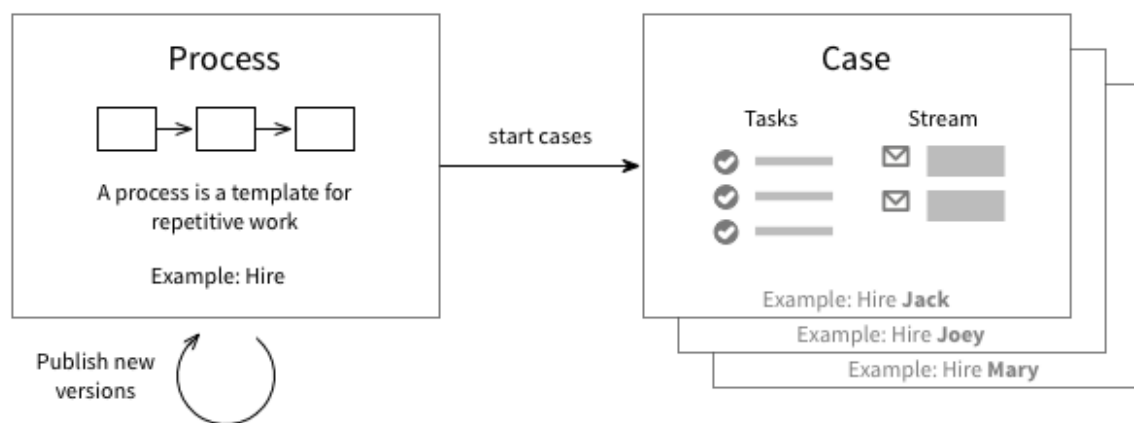 Process
A process is a template for
repetitive work
Example: Hire
Publish new
versions
start cases
Case
Tasks
Stream
Example: Hire Jack
Example: Hire Joey
Example: Hire Mary